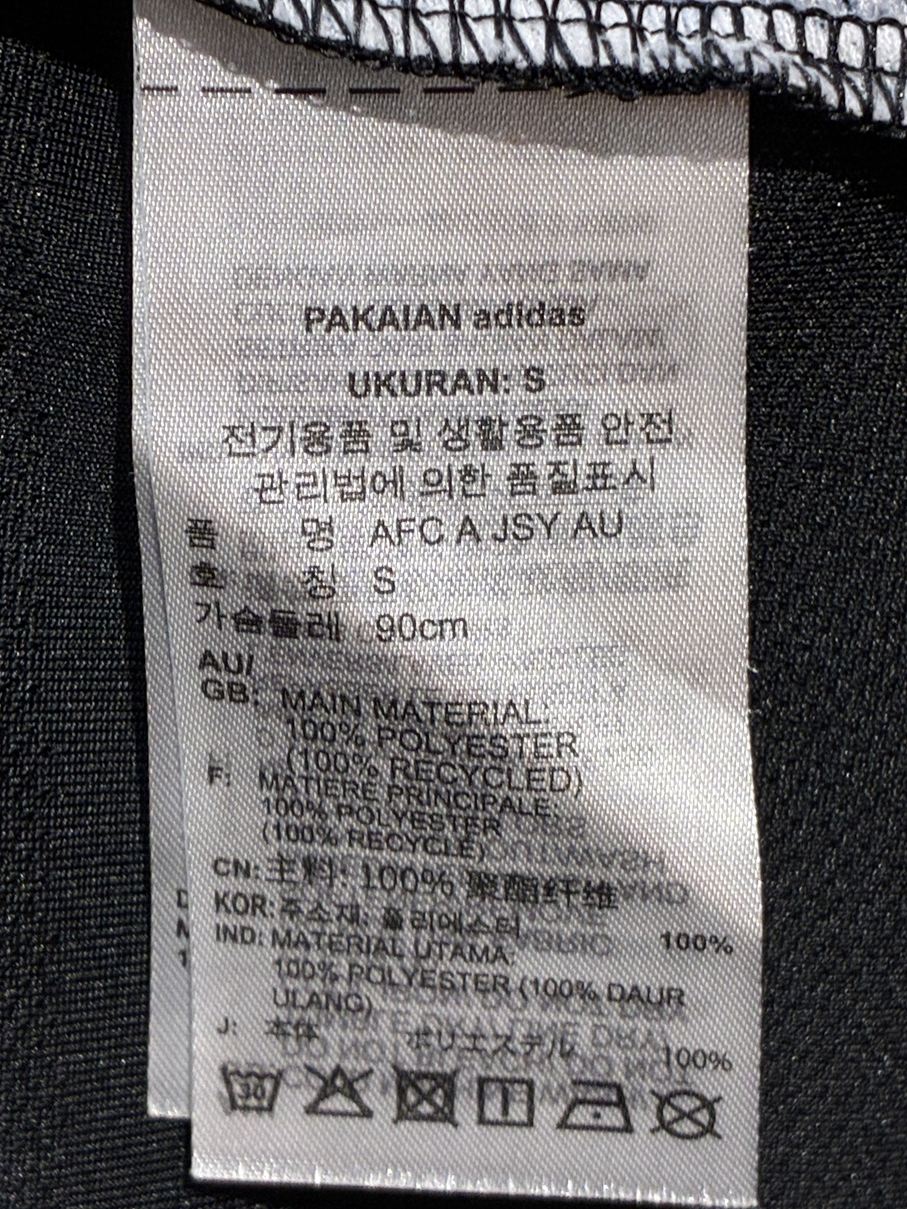 PAKAIAN adidas
UKURAN: S
전기용품 및 생활용품 안전
관리법에 의한 품질표시
품 명 AFC A JSY AU
호 칭 S
가슴둘레 90cm
AU/
GB: MAIN MATERIAL:
100% POLYESTER
(100% RECYCLED)
F: MATIERE PRINCIPALE:
100% POLYESTER
(100% RECYCLE)
CN: 主料: 100% 聚酯纤维
KOR: 주소재: 폴리에스터 100%
IND: MATERIAL UTAMA:
100% POLYESTER (100% DAUR
ULANG)
J: 本体 ポリエステル 100%
30